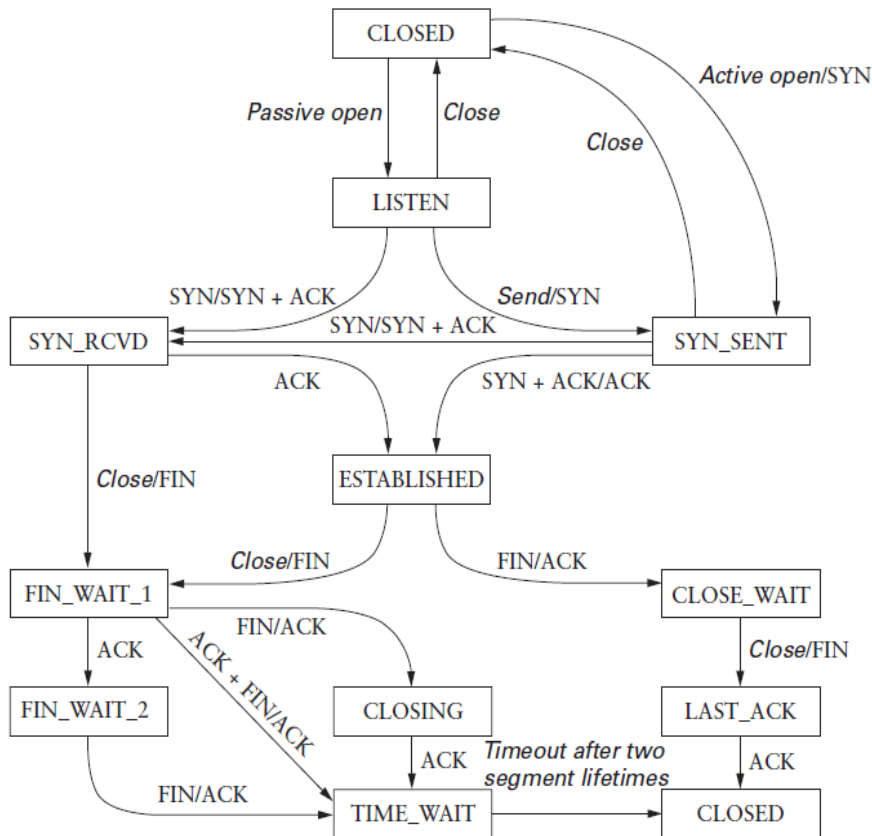 CLOSED
Active open/SYN
Passive open
Close
Close
LISTEN
SYN/SYN + ACK
Send/SYN
SYN/SYN + ACK
SYN_RCVD
SYN_SENT
ACK
SYN + ACK/ACK
Close/FIN
ESTABLISHED
Close/FIN
FIN/ACK
FIN_WAIT_1
CLOSE_WAIT
FIN/ACK
ACK
ACK + FIN/ACK
Close/FIN
FIN_WAIT_2
CLOSING
LAST_ACK
ACK
Timeout after two
segment lifetimes
ACK
FIN/ACK
TIME_WAIT
CLOSED